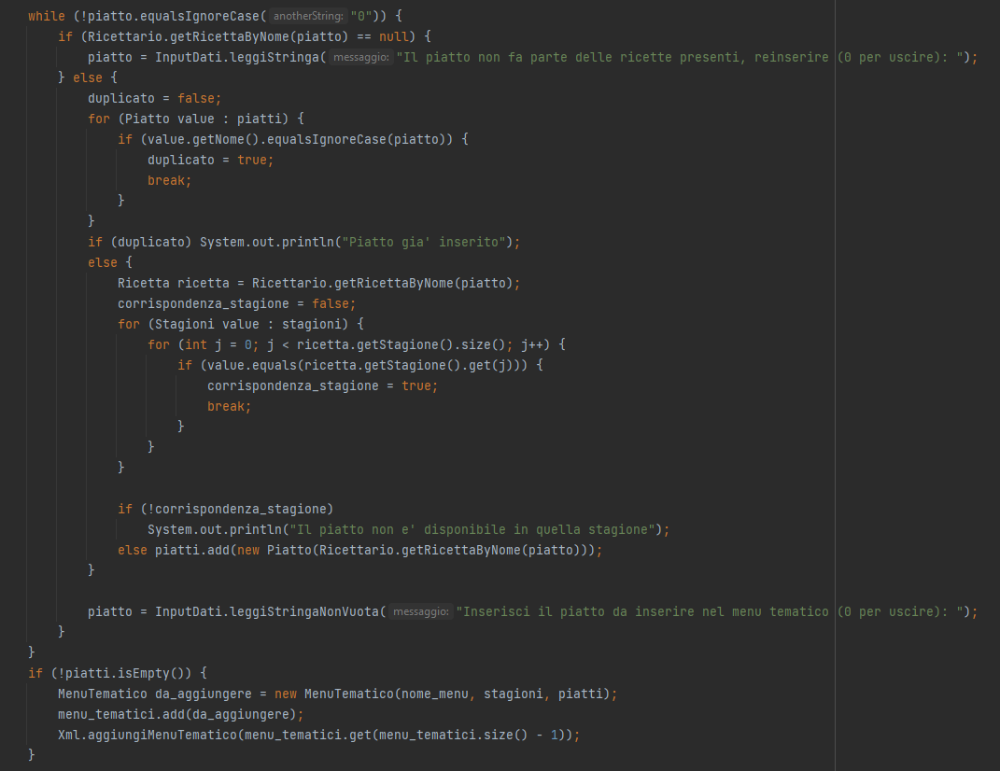 while (!piatto.equalsIgnoreCase( anotherString: "0")) {
if (Ricettario.getRicettaByNome(piatto) == null) {
piatto = InputDati.leggiStringa( messaggio: "Il piatto non fa parte delle ricette presenti, reinserire (0 per uscire): ");
} else {
duplicato = false;
for (Piatto value : piatti) {
if (value.getNome().equalsIgnoreCase(piatto)) {
duplicato = true;
break;
}
}
if (duplicato) System.out.println("Piatto gia' inserito");
else {
Ricetta ricetta = Ricettario.getRicettaByNome(piatto);
corrispondenza_stagione = false;
for (Stagioni value : stagioni) {
for (int j = 0; j < ricetta.getStagione().size(); j++) {
if (value.equals(ricetta.getStagione().get(j))) {
corrispondenza_stagione = true;
break;
}
}
}
if (!corrispondenza_stagione)
System.out.println("Il piatto non e' disponibile in quella stagione");
else piatti.add(new Piatto(Ricettario.getRicettaByNome(piatto)));
}
piatto = InputDati.leggiStringaNonVuota( messaggio: "Inserisci il piatto da inserire nel menu tematico (0 per uscire): ");
}
}
if (!piatti.isEmpty()) {
MenuTematico da_aggiungere = new MenuTematico(nome_menu, stagioni, piatti);
menu_tematici.add(da_aggiungere);
Xml.aggiungiMenuTematico(menu_tematici.get(menu_tematici.size() - 1));
}